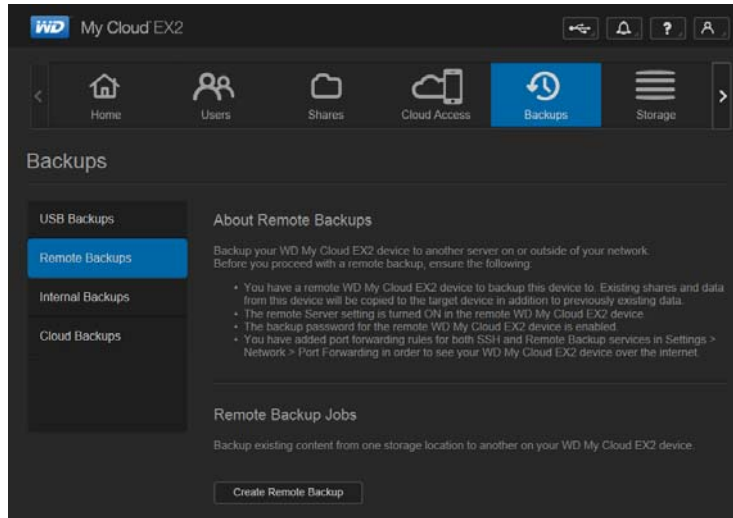 WD My Cloud EX2
?
Home Users Shares Cloud Access Backups Storage
Backups
USB Backups
Remote Backups
Internal Backups
Cloud Backups
About Remote Backups
Backup your WD My Cloud EX2 device to another server on or outside of your network.
Before you proceed with a remote backup, ensure the following:
• You have a remote WD My Cloud EX2 device to backup this device to. Existing shares and data
from this device will be copied to the target device in addition to previously existing data.
• The remote Server setting is turned ON in the remote WD My Cloud EX2 device
• The backup password for the remote WD My Cloud EX2 device is enabled.
• You have added port forwarding rules for both SSH and Remote Backup services in Settings >
Network > Port Forwarding in order to see your WD My Cloud EX2 device over the internet.
Remote Backup Jobs
Backup existing content from one storage location to another on your WD My Cloud EX2 device.
Create Remote Backup